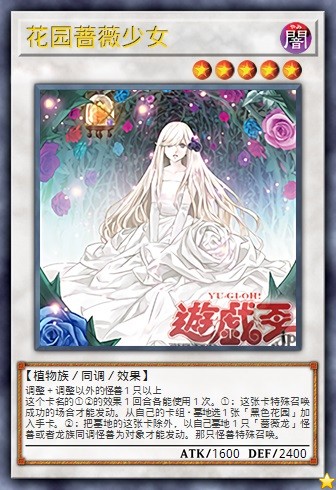 花园蔷薇少女
やみ
闇
YU-GI-OH!
遊戯王
.jp
【植物族／同调／效果】
调整＋调整以外的怪兽1只以上
这个卡名的①②的效果1回合各能使用1次。①：这张卡特殊召唤
成功的场合才能发动。从自己的卡组·墓地选1张「黑色花园」加
入手卡。②：把墓地的这张卡除外，以自己墓地1只「蔷薇龙」怪
兽或者龙族同调怪兽为对象才能发动。那只怪兽特殊召唤。
ATK/1600 DEF/2400